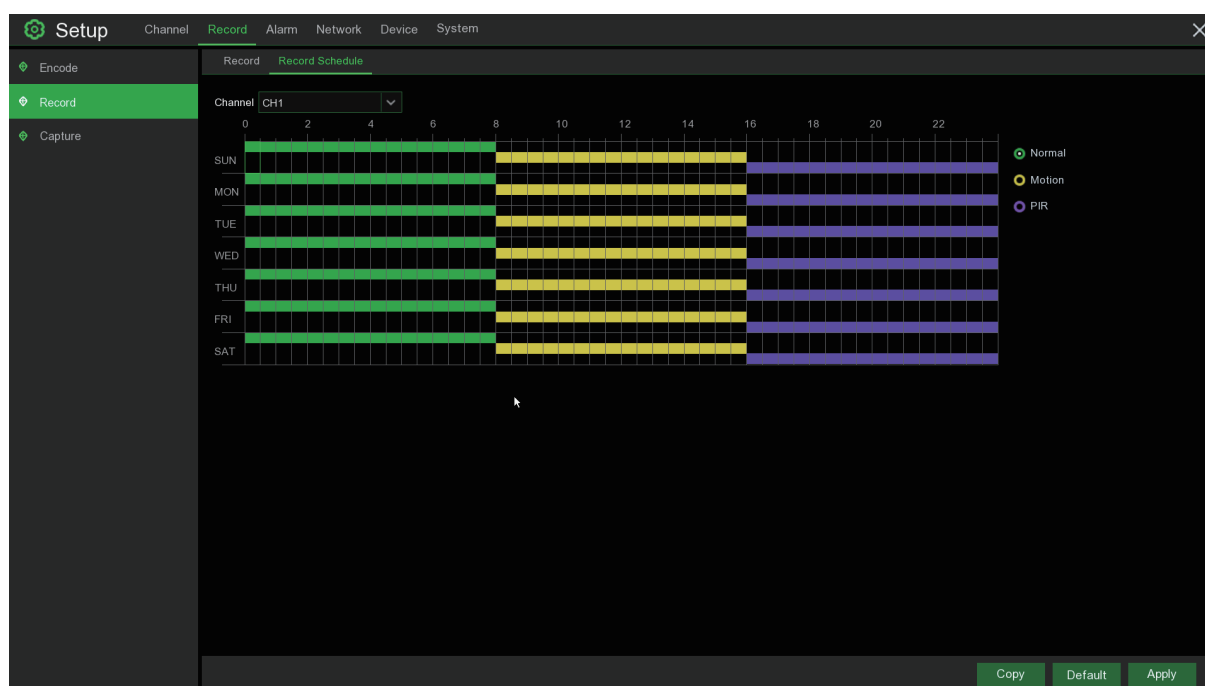 Setup Channel Record Alarm Network Device System
Encode
Record
Capture
Record Record Schedule
Channel CH1
0 2 4 6 8 10 12 14 16 18 20 22
SUN
MON
TUE
WED
THU
FRI
SAT
Normal
Motion
PIR
Copy Default Apply